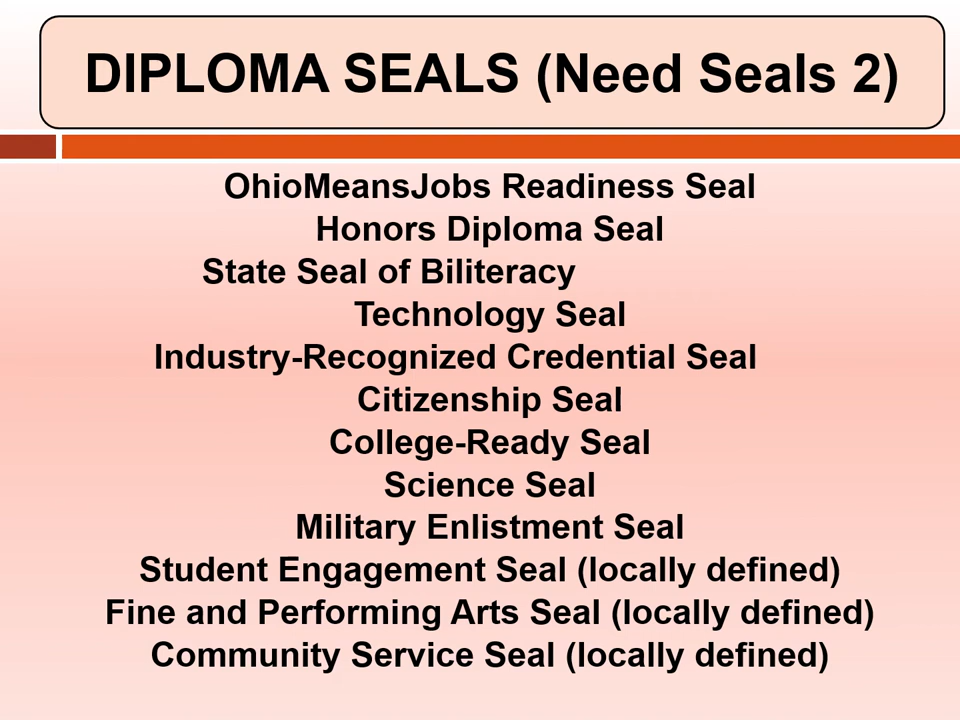 DIPLOMA SEALS (Need Seals 2)
OhioMeansJobs Readiness Seal
Honors Diploma Seal
State Seal of Biliteracy
Technology Seal
Industry-Recognized Credential Seal
Citizenship Seal
College-Ready Seal
Science Seal
Military Enlistment Seal
Student Engagement Seal (locally defined)
Fine and Performing Arts Seal (locally defined)
Community Service Seal (locally defined)